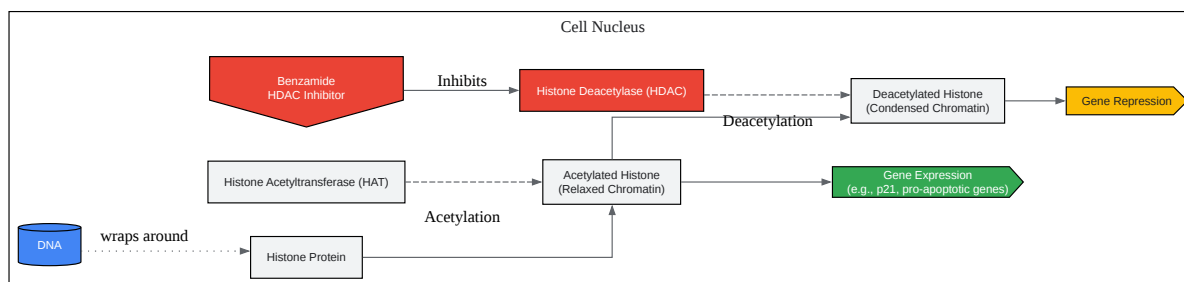 Cell Nucleus
Benzamide
HDAC Inhibitor
Inhibits
Histone Deacetylase (HDAC)
Deacetylated Histone
(Condensed Chromatin)
Gene Repression
Deacetylation
Histone Acetyltransferase (HAT)
Acetylated Histone
(Relaxed Chromatin)
Gene Expression
(e.g., p21, pro-apoptotic genes)
Acetylation
DNA
wraps around
Histone Protein